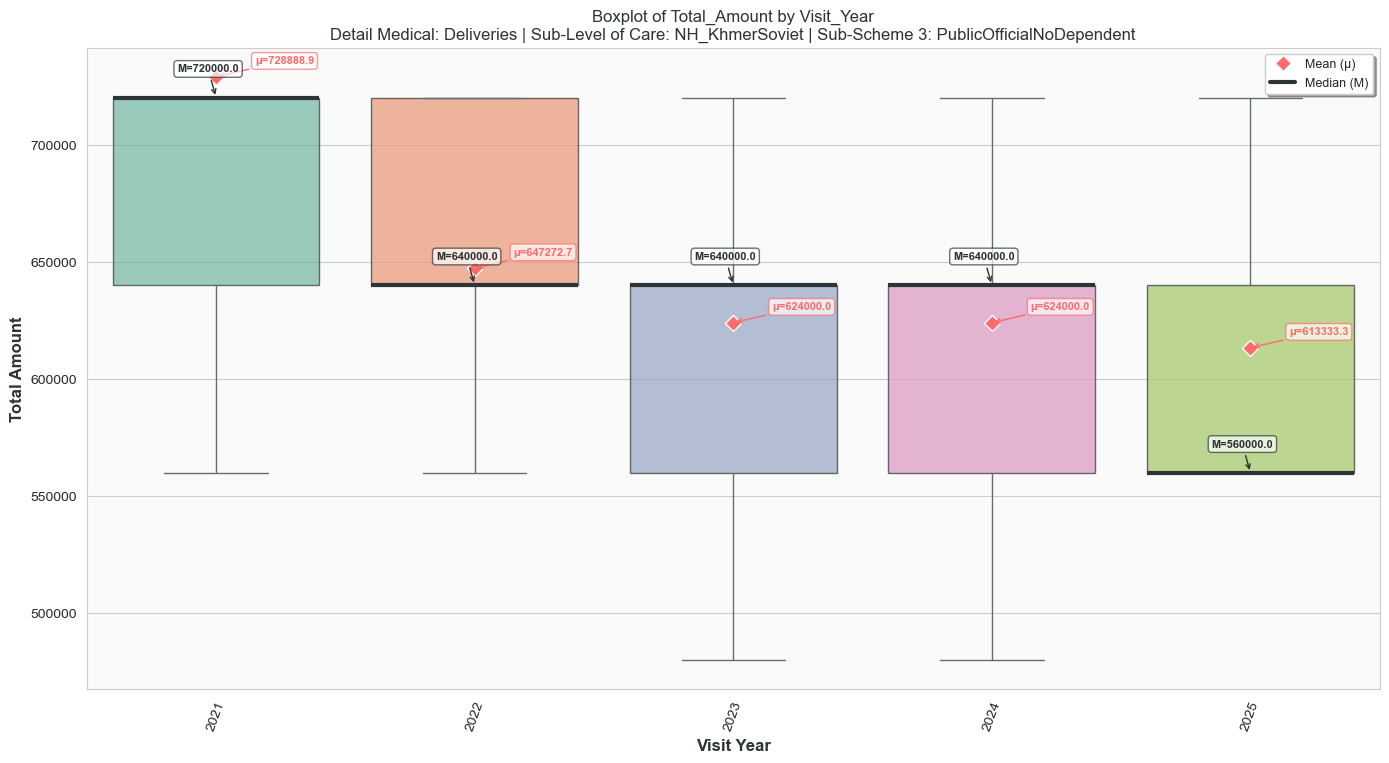 Boxplot of Total_Amount by Visit_Year
Detail Medical: Deliveries | Sub-Level of Care: NH_KhmerSoviet | Sub-Scheme 3: PublicOfficialNoDependent
Mean (μ)
Median (M)
M=720000.0
μ=728888.9
M=640000.0
μ=647272.7
M=640000.0
μ=624000.0
M=640000.0
μ=624000.0
M=560000.0
μ=613333.3
Total Amount
700000
650000
600000
550000
500000
2021
2022
2023
2024
2025
Visit Year